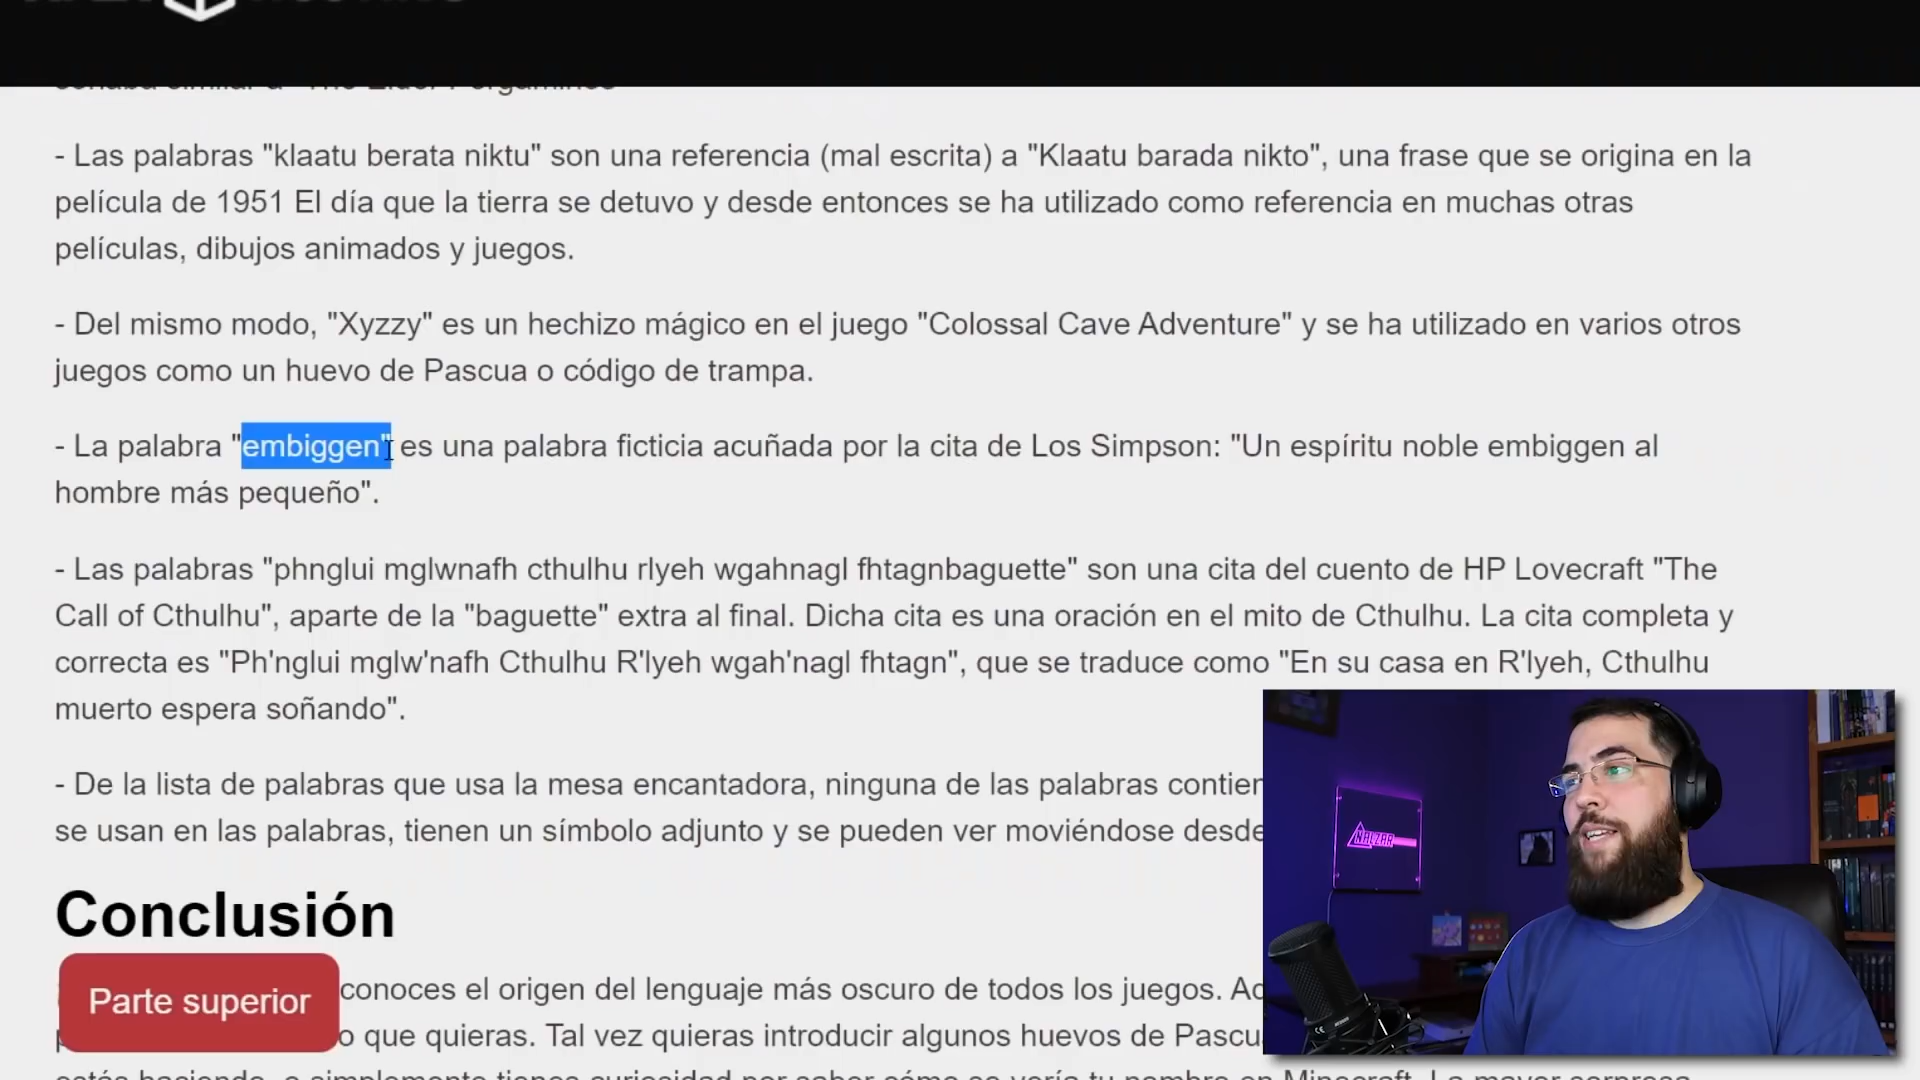 - Las palabras "klaatu berata niktu" son una referencia (mal escrita) a "Klaatu barada nikto", una frase que se origina en la
película de 1951 El día que la tierra se detuvo y desde entonces se ha utilizado como referencia en muchas otras
películas, dibujos animados y juegos.
- Del mismo modo, "Xyzzy" es un hechizo mágico en el juego "Colossal Cave Adventure" y se ha utilizado en varios otros
juegos como un huevo de Pascua o código de trampa.
- La palabra "embiggen" es una palabra ficticia acuñada por la cita de Los Simpson: "Un espíritu noble embiggen al
hombre más pequeño".
- Las palabras "phnglui mglwnafh cthulhu rlyeh wgahnagl fhtagnbaguette" son una cita del cuento de HP Lovecraft "The
Call of Cthulhu", aparte de la "baguette" extra al final. Dicha cita es una oración en el mito de Cthulhu. La cita completa y
correcta es "Ph'nglui mglw'nafh Cthulhu R'lyeh wgah'nagl fhtagn", que se traduce como "En su casa en R'lyeh, Cthulhu
muerto espera soñando".
- De la lista de palabras que usa la mesa encantadora, ninguna de las palabras contien
se usan en las palabras, tienen un símbolo adjunto y se pueden ver moviéndose desde
Conclusión
conoces el origen del lenguaje más oscuro de todos los juegos. Ac
Parte superior
o que quieras. Tal vez quieras introducir algunos huevos de Pascu